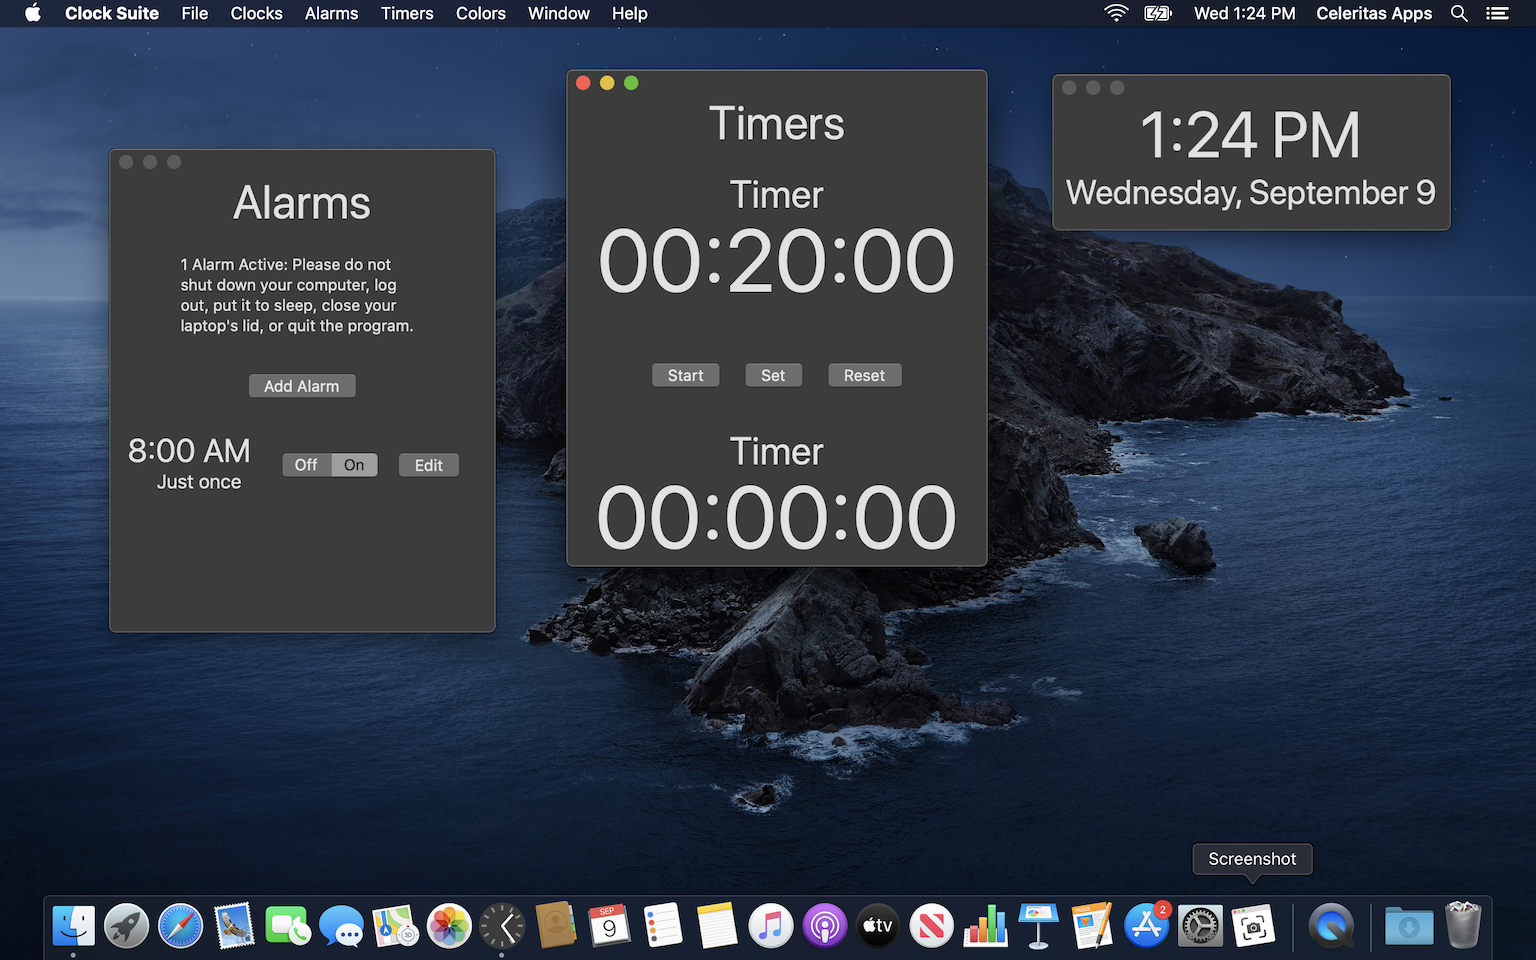 Clock Suite File Clocks Alarms Timers Colors Window Help Wed 1:24 PM Celeritas Apps
Alarms
1 Alarm Active: Please do not
shut down your computer, log
out, put it to sleep, close your
laptop's lid, or quit the program.
Add Alarm
8:00 AM
Just once
Off On Edit
Timers
Timer
00:20:00
Start Set Reset
Timer
00:00:00
1:24 PM
Wednesday, September 9
Screenshot
SEP
9
tv
2